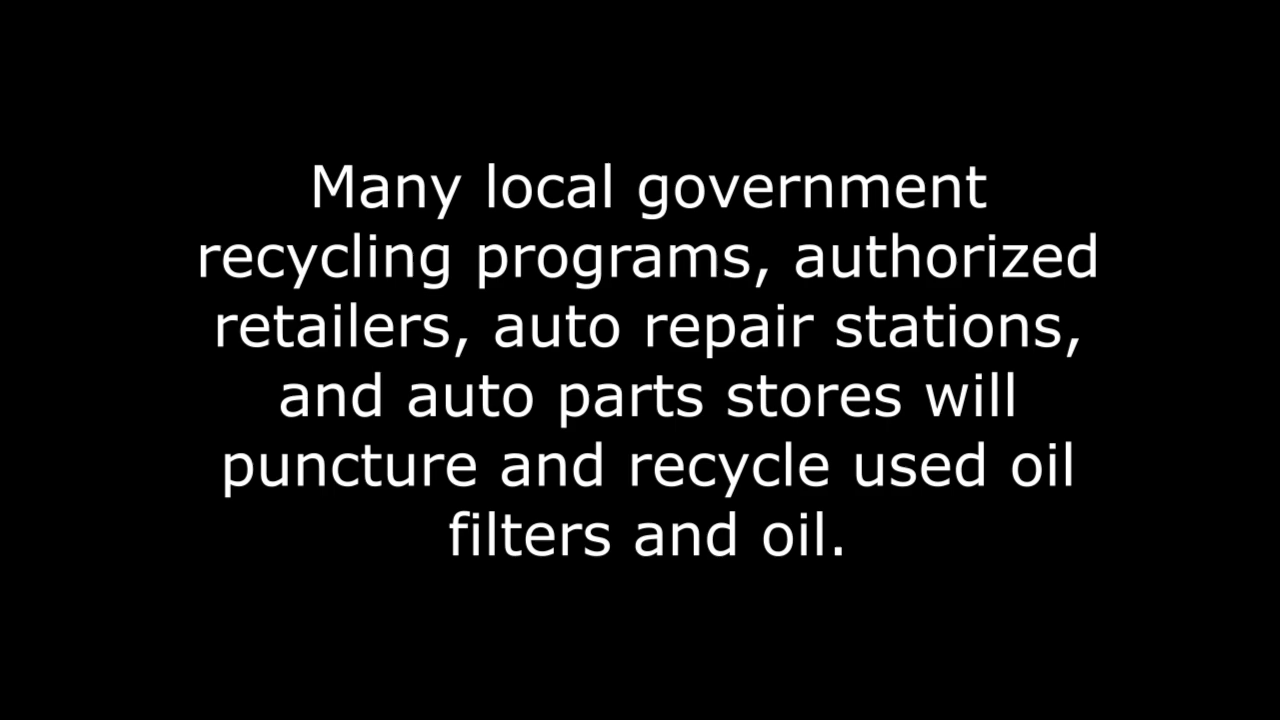 Many local government
recycling programs, authorized
retailers, auto repair stations,
and auto parts stores will
puncture and recycle used oil
filters and oil.